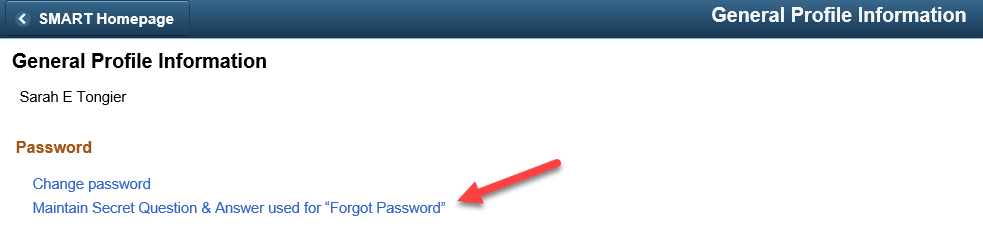 SMART Homepage
General Profile Information
General Profile Information
Sarah E Tongier
Password
Change password
Maintain Secret Question & Answer used for “Forgot Password”